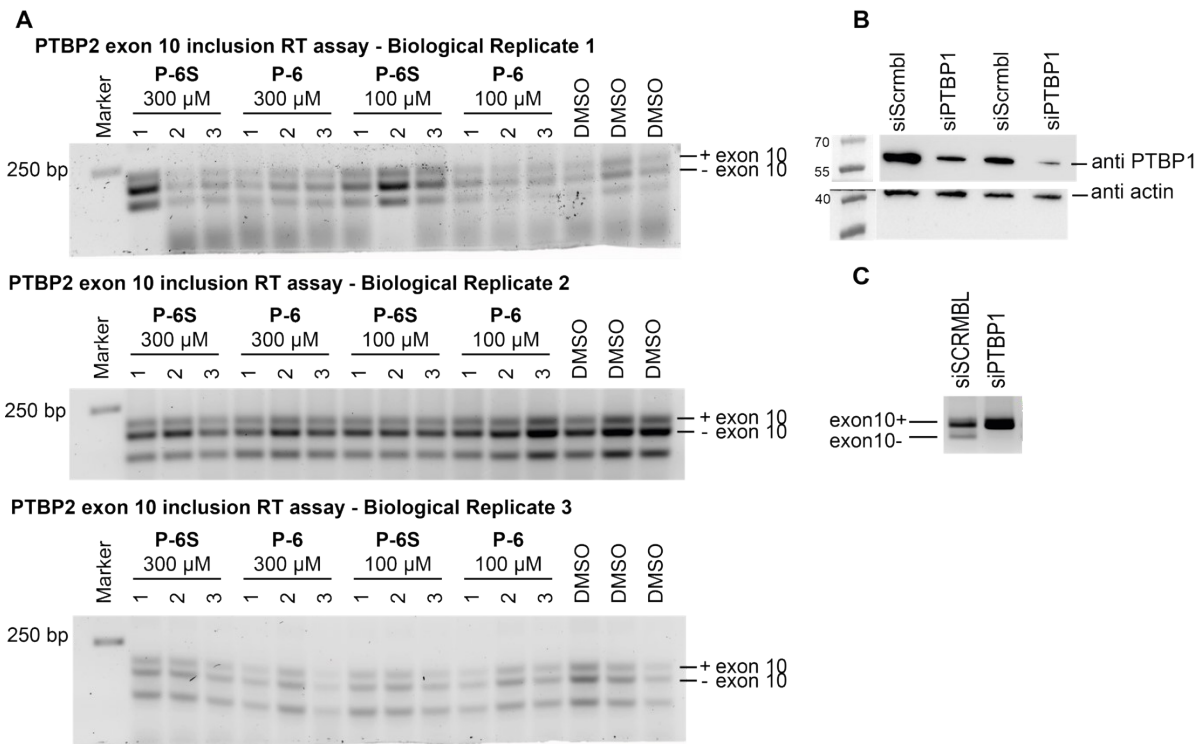 A
PTBP2 exon 10 inclusion RT assay - Biological Replicate 1
Marker
P-6S P-6 P-6S P-6
300 µM 300 µM 100 µM 100 µM
1 2 3 1 2 3 1 2 3 1 2 3 DMSO DMSO DMSO
250 bp
+ exon 10
- exon 10
PTBP2 exon 10 inclusion RT assay - Biological Replicate 2
Marker
P-6S P-6 P-6S P-6
300 µM 300 µM 100 µM 100 µM
1 2 3 1 2 3 1 2 3 1 2 3 DMSO DMSO DMSO
250 bp
+ exon 10
- exon 10
PTBP2 exon 10 inclusion RT assay - Biological Replicate 3
Marker
P-6S P-6 P-6S P-6
300 µM 300 µM 100 µM 100 µM
1 2 3 1 2 3 1 2 3 1 2 3 DMSO DMSO DMSO
250 bp
+ exon 10
- exon 10
B
siScrmbl siPTBP1 siScrmbl siPTBP1
70
55
anti PTBP1
40
anti actin
C
siSCRMBL siPTBP1
exon10+
exon10-